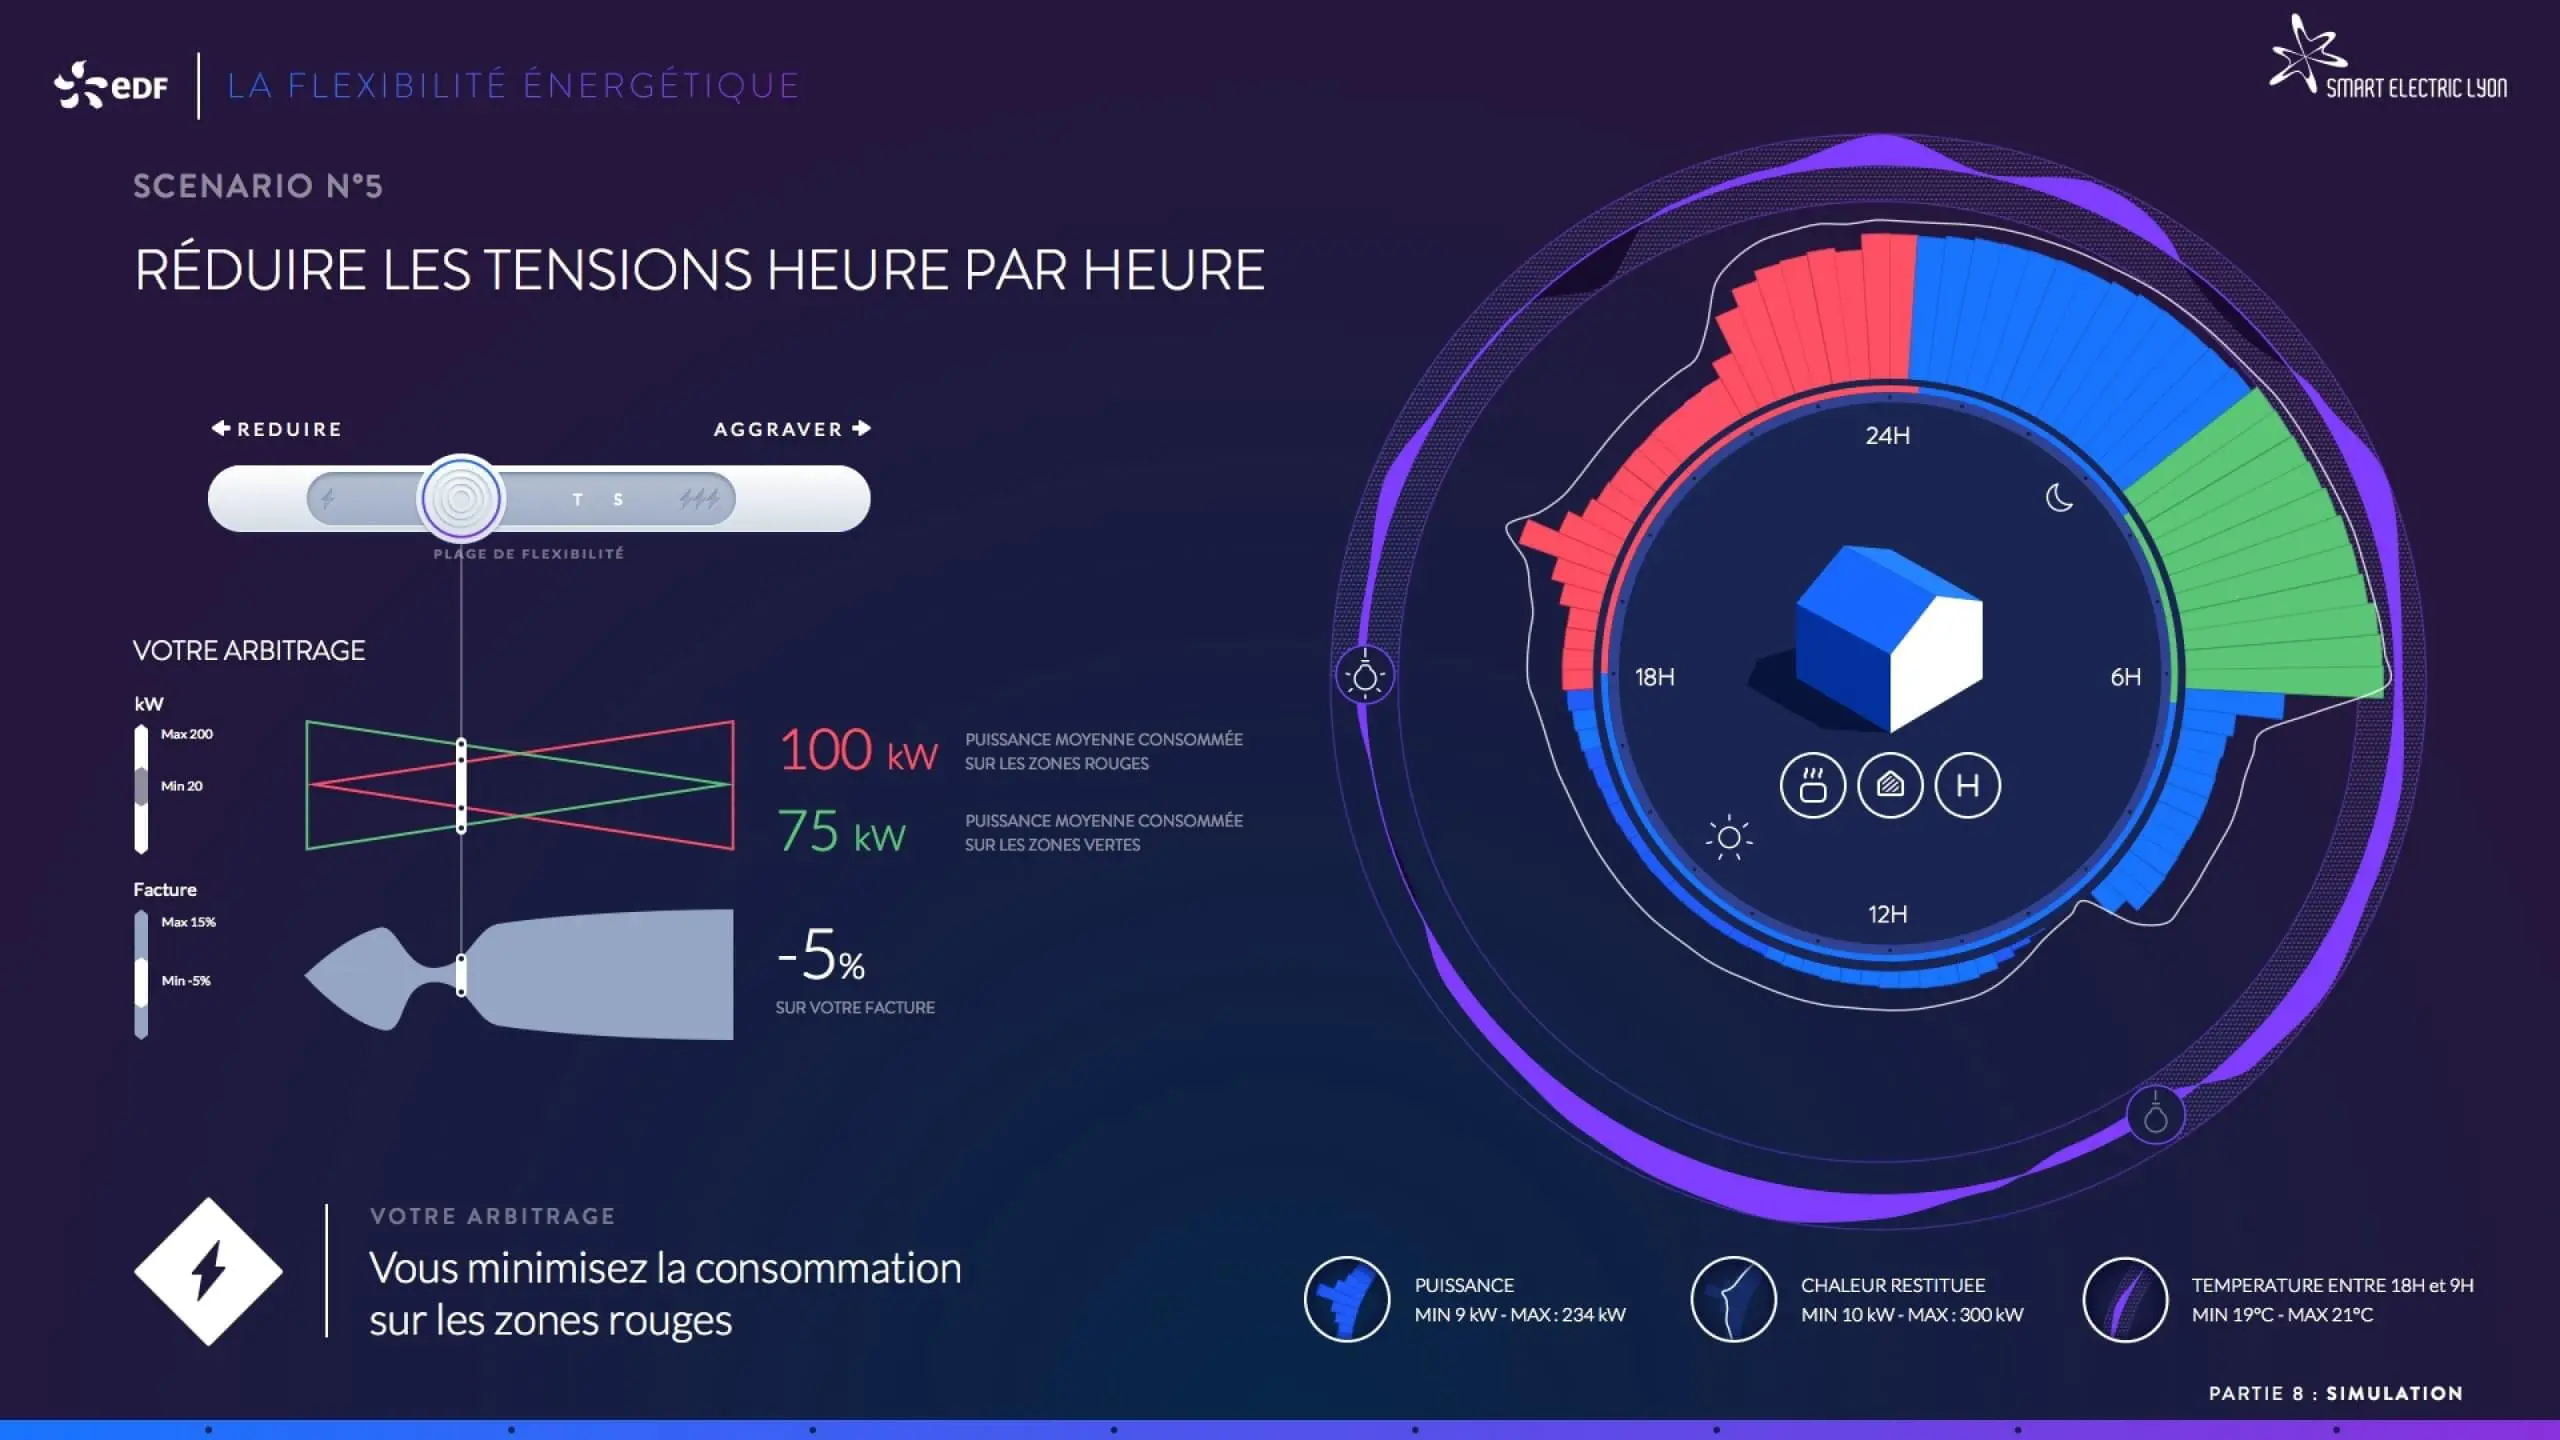 eDF
LA FLEXIBILITÉ ÉNERGÉTIQUE
SMART ELECTRIC LYON
SCENARIO N°5
RÉDUIRE LES TENSIONS HEURE PAR HEURE
REDUIRE
AGGRAVER
T S
PLAGE DE FLEXIBILITÉ
VOTRE ARBITRAGE
kW
Max 200
Min 20
100 kW
PUISSANCE MOYENNE CONSOMMÉE
SUR LES ZONES ROUGES
75 kW
PUISSANCE MOYENNE CONSOMMÉE
SUR LES ZONES VERTES
Facture
Max 15%
Min -5%
-5%
SUR VOTRE FACTURE
24H
18H
6H
H
12H
VOTRE ARBITRAGE
Vous minimisez la consommation
sur les zones rouges
PUISSANCE
MIN 9 kW - MAX : 234 kW
CHALEUR RESTITUEE
MIN 10 kW - MAX : 300 kW
TEMPERATURE ENTRE 18H et 9H
MIN 19°C - MAX 21°C
PARTIE 8 : SIMULATION